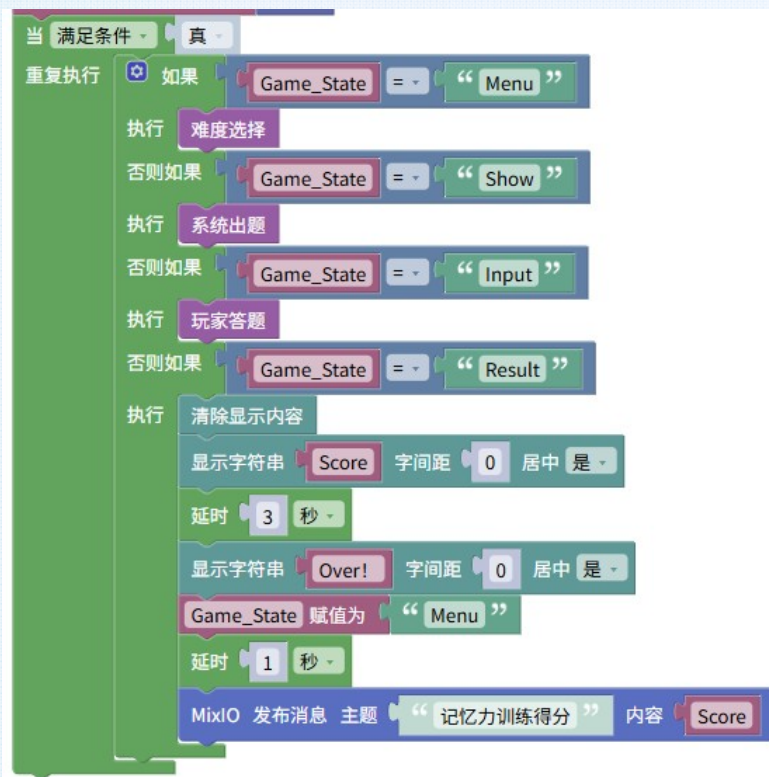 当 满足条件 真
重复执行 如果 Game_State = “ Menu ”
执行 难度选择
否则如果 Game_State = “ Show ”
执行 系统出题
否则如果 Game_State = “ Input ”
执行 玩家答题
否则如果 Game_State = “ Result ”
执行 清除显示内容
显示字符串 Score 字间距 0 居中 是
延时 3 秒
显示字符串 Over! 字间距 0 居中 是
Game_State 赋值为 “ Menu ”
延时 1 秒
MixIO 发布消息 主题 “ 记忆力训练得分 ” 内容 Score